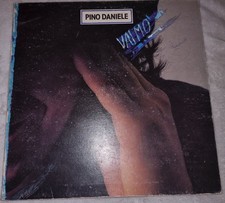 PINO DANIELE
VAI MO'